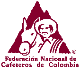 Federación Nacional de
Cafeteros de Colombia